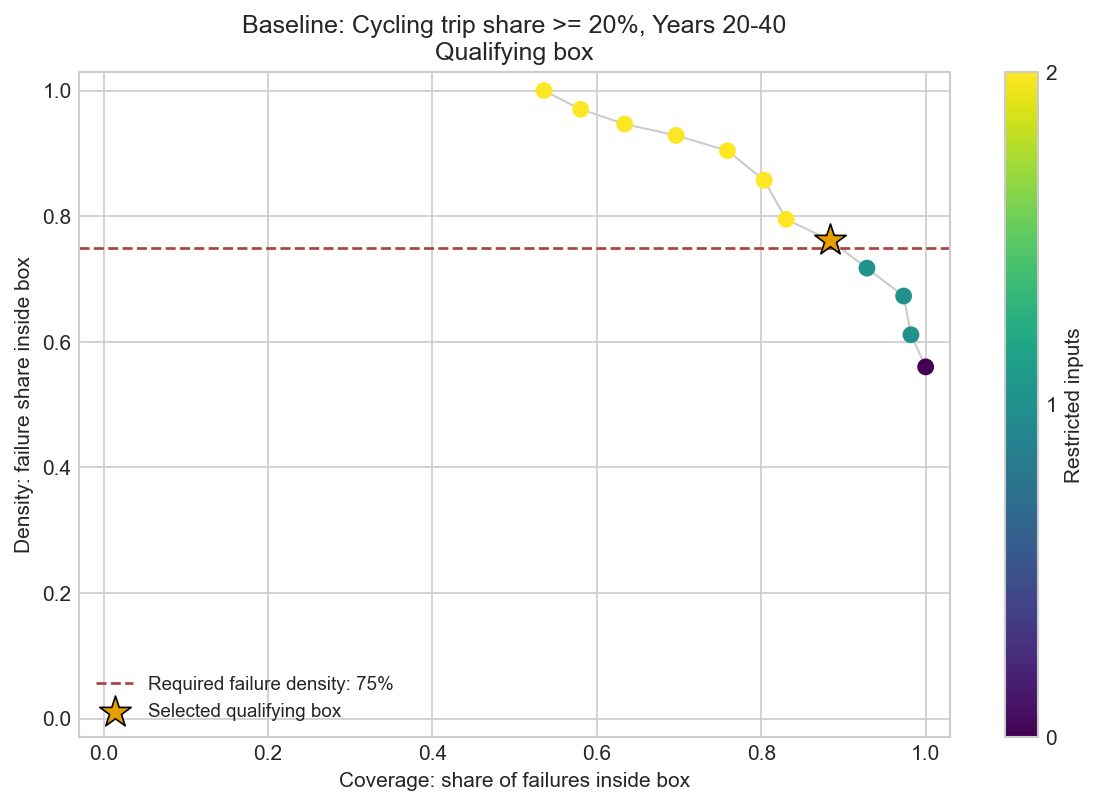 Baseline: Cycling trip share >= 20%, Years 20-40
Qualifying box
1.0
0.8
0.6
0.4
0.2
0.0
Density: failure share inside box
Required failure density: 75%
Selected qualifying box
0.0
0.2
0.4
0.6
0.8
1.0
Coverage: share of failures inside box
2
1
0
Restricted inputs